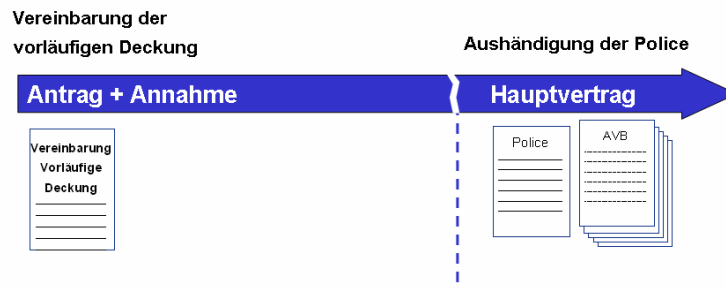 Vereinbarung der
vorläufigen Deckung
Aushändigung der Police
Antrag + Annahme
Hauptvertrag
Vereinbarung
Vorläufige
Deckung
Police
AVB